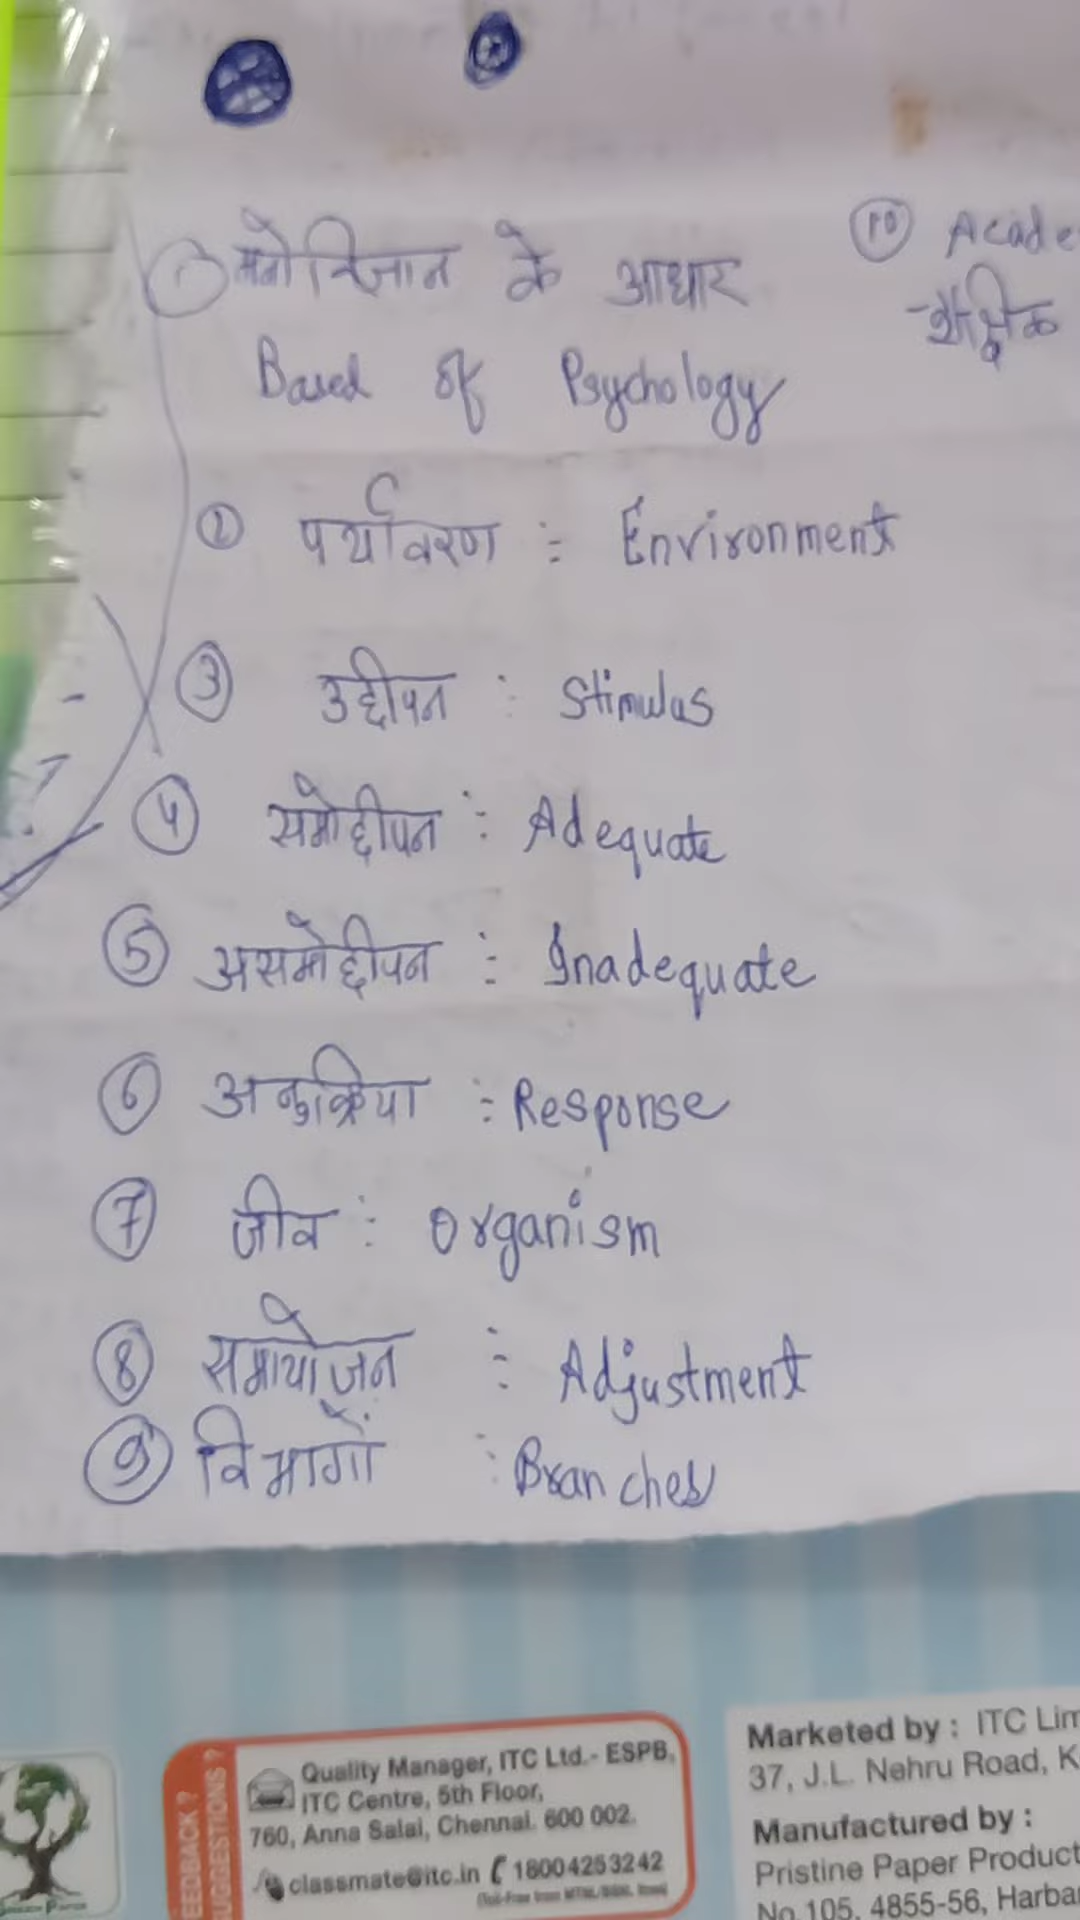 ① मनोविज्ञान के आधार
Based of Psychology
② पर्यावरण : Environment
③ उद्दीपन : Stimulus
④ समोद्दीपन : Adequate
⑤ असमोद्दीपन : Inadequate
⑥ अनुक्रिया : Response
⑦ जीव : Organism
⑧ समायोजन : Adjustment
⑨ विभागों : Branches
⑩ Acade
शैक्षिक
FEEDBACK ?
SUGGESTIONS ?
Quality Manager, ITC Ltd.- ESPB,
ITC Centre, 5th Floor,
760, Anna Salai, Chennai. 600 002.
classmate@itc.in 18004253242
Marketed by : ITC Lim
37, J.L. Nehru Road, K
Manufactured by :
Pristine Paper Product
No.105, 4855-56, Harba